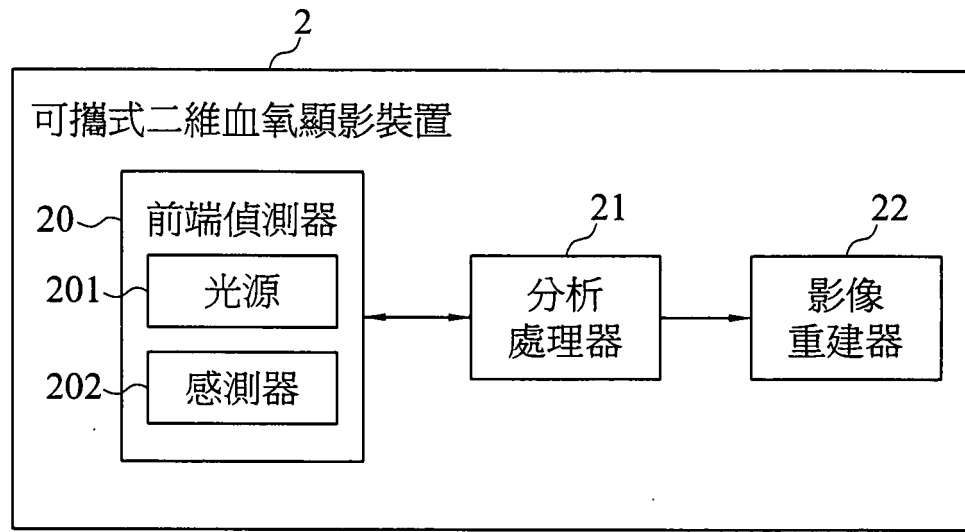 2
可攜式二維血氧顯影裝置
20
前端偵測器
201
光源
202
感測器
21
分析
處理器
22
影像
重建器